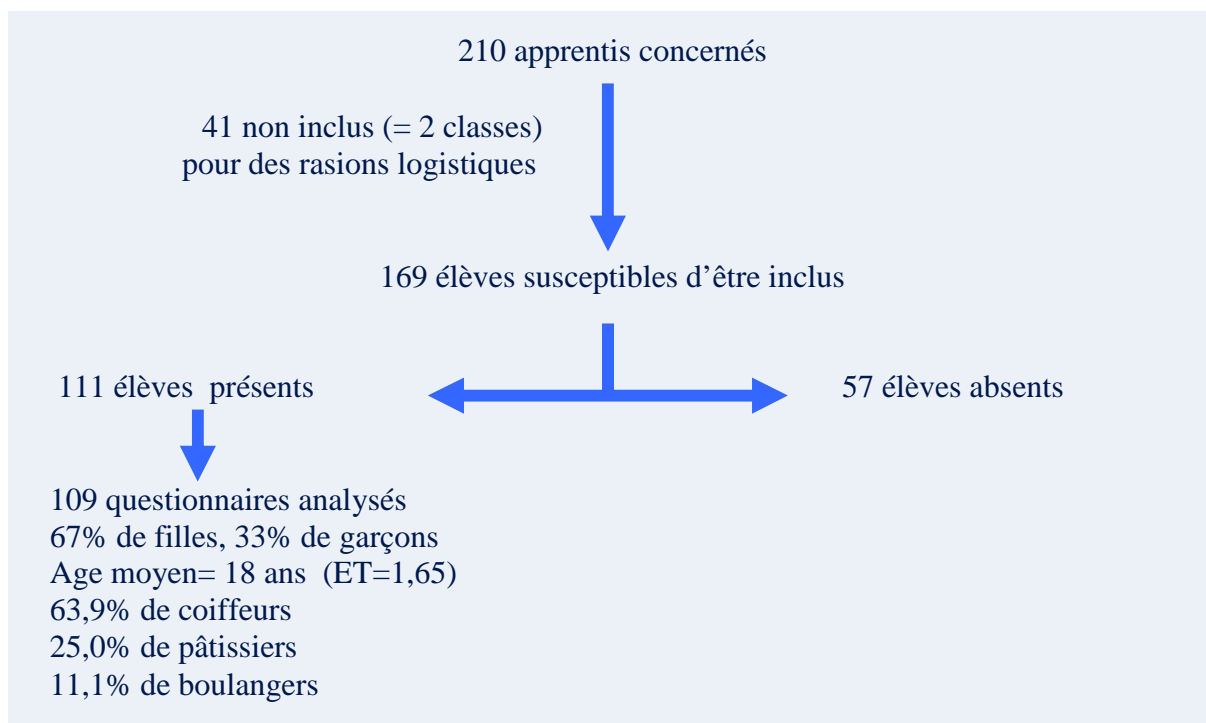 210 apprentis concernés
41 non inclus (= 2 classes)
pour des rasions logistiques
169 élèves susceptibles d’être inclus
111 élèves présents
57 élèves absents
109 questionnaires analysés
67% de filles, 33% de garçons
Age moyen= 18 ans (ET=1,65)
63,9% de coiffeurs
25,0% de pâtissiers
11,1% de boulangers